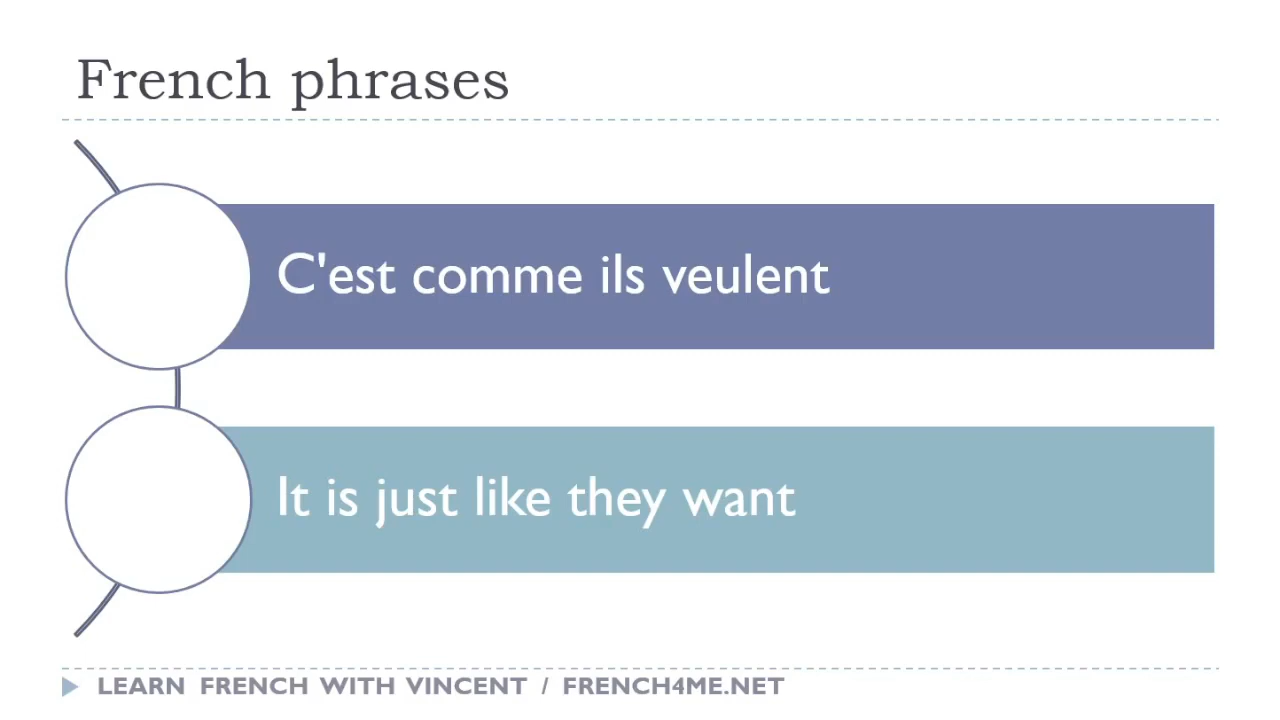 French phrases
C'est comme ils veulent
It is just like they want
LEARN FRENCH WITH VINCENT / FRENCH4ME.NET